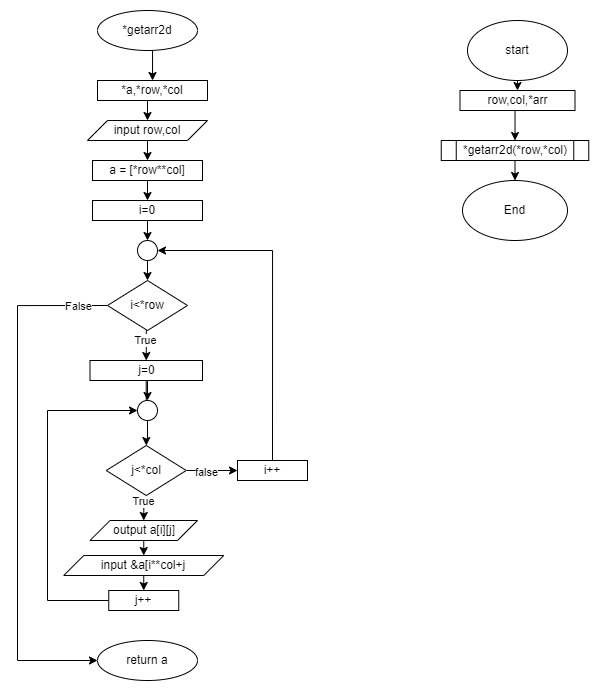 *getarr2d
*a,*row,*col
input row,col
a = [*row**col]
i=0
i<*row
False
True
j=0
j<*col
false
i++
True
output a[i][j]
input &a[i**col+j
j++
return a
start
row,col,*arr
*getarr2d(*row,*col)
End